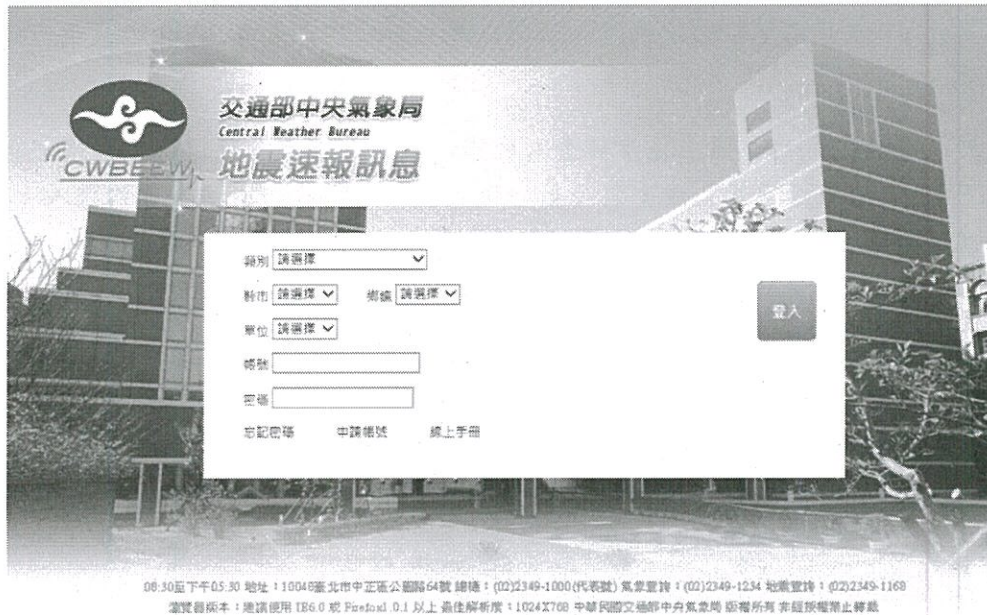 交通部中央氣象局
Central Weather Bureau
CWBEEW
地震速報訊息
類別 請選擇
縣市 請選擇 鄉鎮 請選擇
單位 請選擇
登入
帳號
密碼
忘記密碼 申請帳號 線上手冊
08:30至下午05:30 地址：10048臺北市中正區公園路64號 總機：(02)2349-1000(代表號) 氣象查詢：(02)2349-1234 地震查詢：(02)2349-1168
瀏覽器版本：建議使用 IE6.0 或 Firefox1.0.1 以上 最佳解析度：1024X768 中華民國交通部中央氣象局 版權所有 非經授權禁止轉載